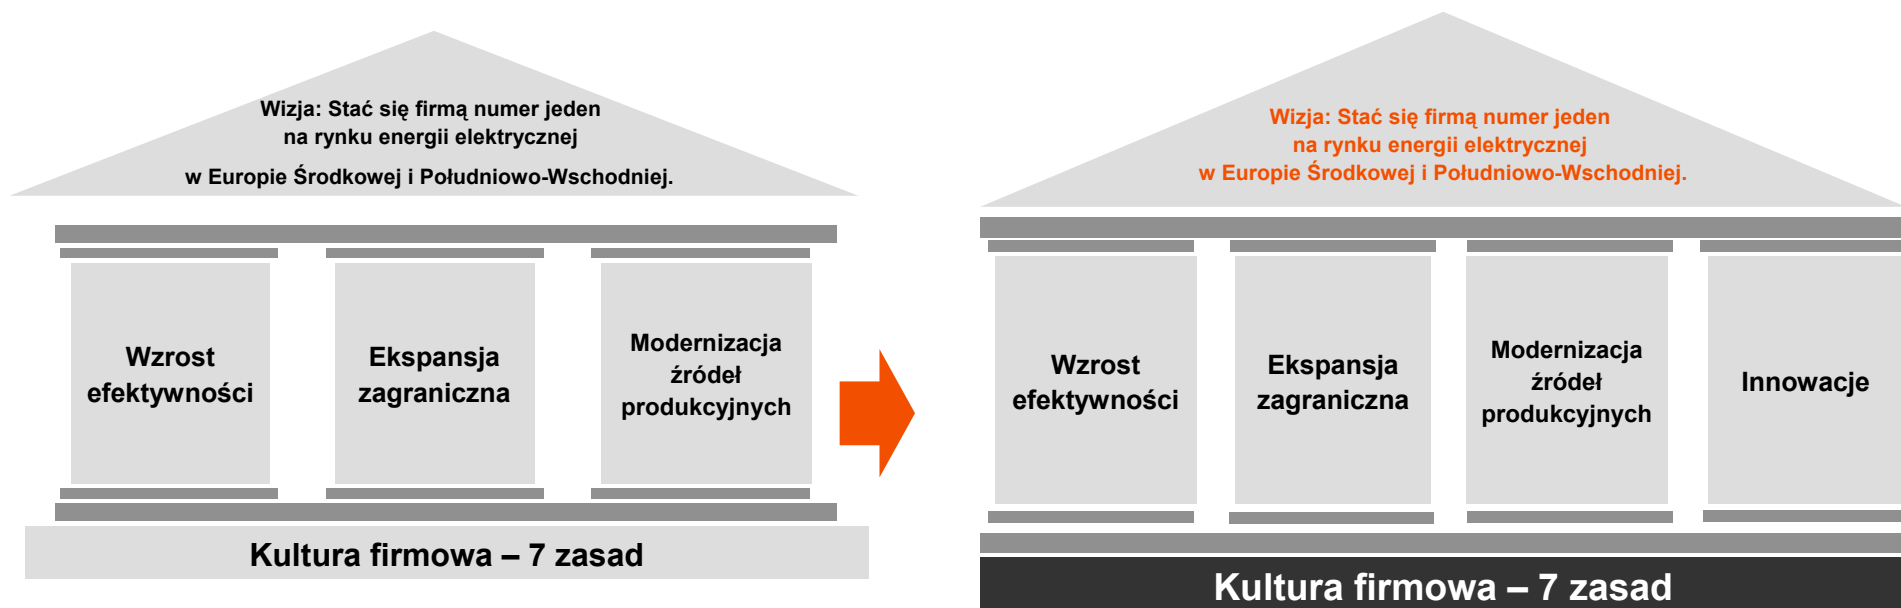 Wizja: Stać się firmą numer jeden
na rynku energii elektrycznej
w Europie Środkowej i Południowo-Wschodniej.
Wzrost
efektywności
Ekspansja
zagraniczna
Modernizacja
źródeł
produkcyjnych
Kultura firmowa – 7 zasad
Wizja: Stać się firmą numer jeden
na rynku energii elektrycznej
w Europie Środkowej i Południowo-Wschodniej.
Wzrost
efektywności
Ekspansja
zagraniczna
Modernizacja
źródeł
produkcyjnych
Innowacje
Kultura firmowa – 7 zasad